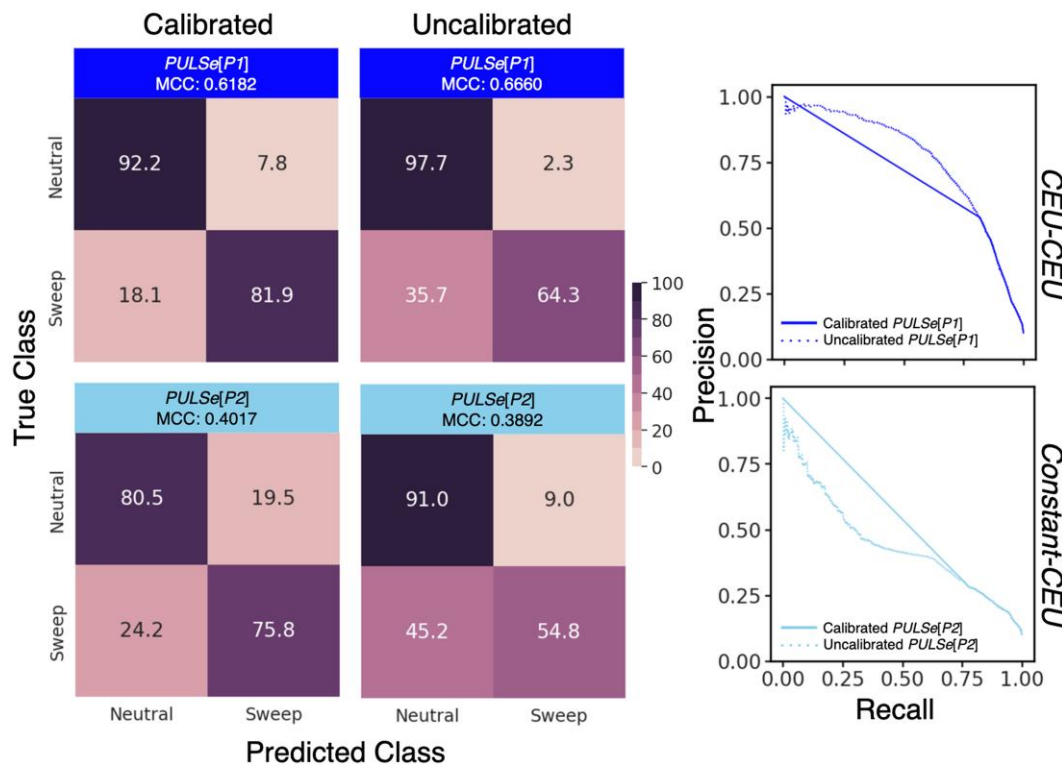 Calibrated
Uncalibrated
PULSe[P1]
MCC: 0.6182
PULSe[P1]
MCC: 0.6660
True Class
Neutral
Sweep
92.2
7.8
18.1
81.9
97.7
2.3
35.7
64.3
PULSe[P2]
MCC: 0.4017
PULSe[P2]
MCC: 0.3892
Neutral
Sweep
80.5
19.5
24.2
75.8
91.0
9.0
45.2
54.8
Neutral
Sweep
Neutral
Sweep
Predicted Class
100
80
60
40
20
0
Precision
1.00
0.75
0.50
0.25
0.00
Calibrated PULSe[P1]
Uncalibrated PULSe[P1]
CEU-CEU
1.00
0.75
0.50
0.25
0.00
Calibrated PULSe[P2]
Uncalibrated PULSe[P2]
Constant-CEU
0.00
0.25
0.50
0.75
1.00
Recall